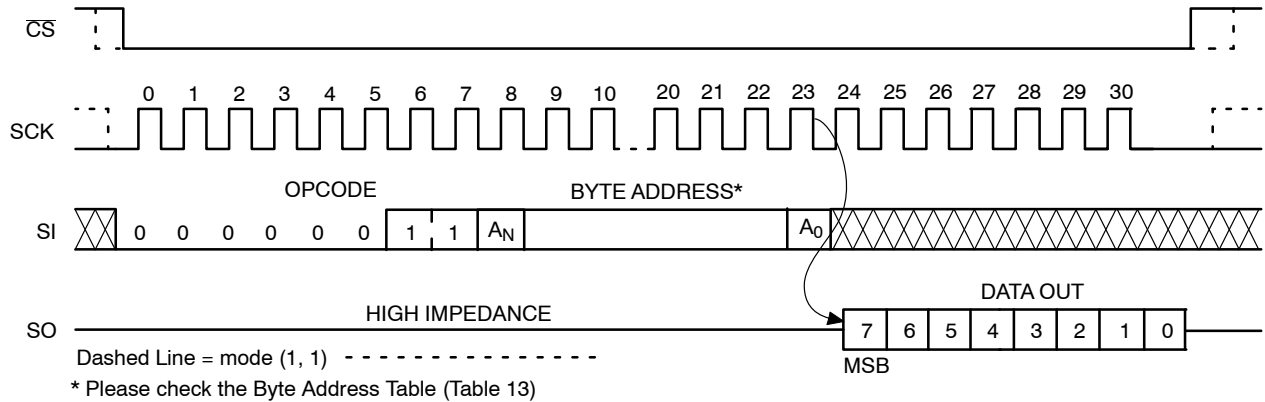 CS
0 1 2 3 4 5 6 7 8 9 10 20 21 22 23 24 25 26 27 28 29 30
SCK
OPCODE BYTE ADDRESS*
SI 0 0 0 0 0 0 1 1 AN A0
DATA OUT
HIGH IMPEDANCE
SO 7 6 5 4 3 2 1 0
Dashed Line = mode (1, 1)
MSB
* Please check the Byte Address Table (Table 13)